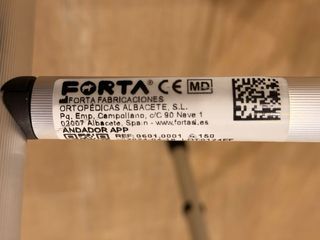 FORTA® CE MD
FORTA FABRICACIONES
ORTOPÉDICAS ALBACETE, S.L.
Pq. Emp. Campollano, c/C 90 Nave 1
02007 Albacete, Spain - www.fortasl.es
ANDADOR APP
REF: 0601.0001